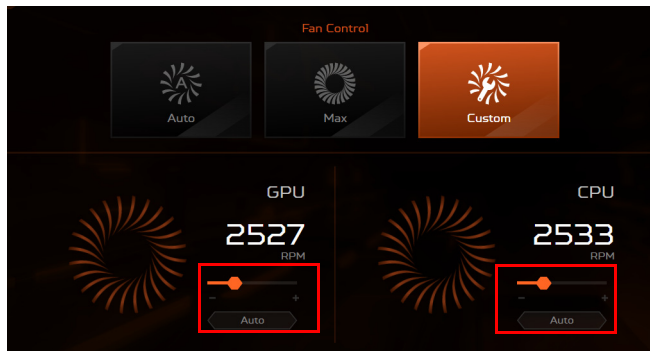 Fan Control
A
Auto
Max
Custom
GPU
2527
RPM
- +
Auto
CPU
2533
RPM
- +
Auto